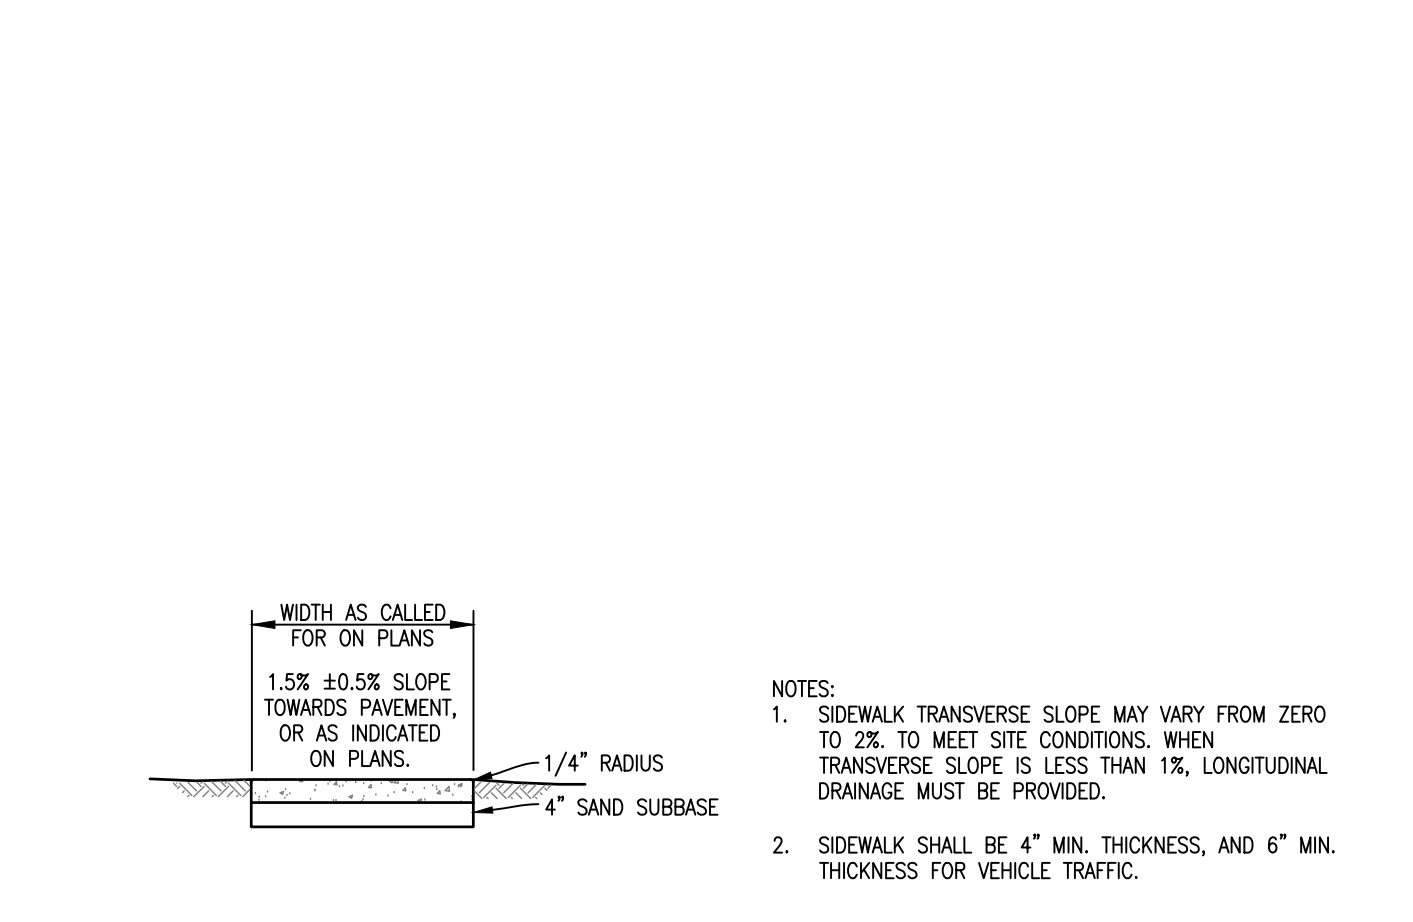 WIDTH AS CALLED
FOR ON PLANS
1.5% ±0.5% SLOPE
TOWARDS PAVEMENT,
OR AS INDICATED
ON PLANS.
1/4” RADIUS
4” SAND SUBBASE
NOTES:
1. SIDEWALK TRANSVERSE SLOPE MAY VARY FROM ZERO
TO 2%. TO MEET SITE CONDITIONS. WHEN
TRANSVERSE SLOPE IS LESS THAN 1%, LONGITUDINAL
DRAINAGE MUST BE PROVIDED.
2. SIDEWALK SHALL BE 4” MIN. THICKNESS, AND 6” MIN.
THICKNESS FOR VEHICLE TRAFFIC.